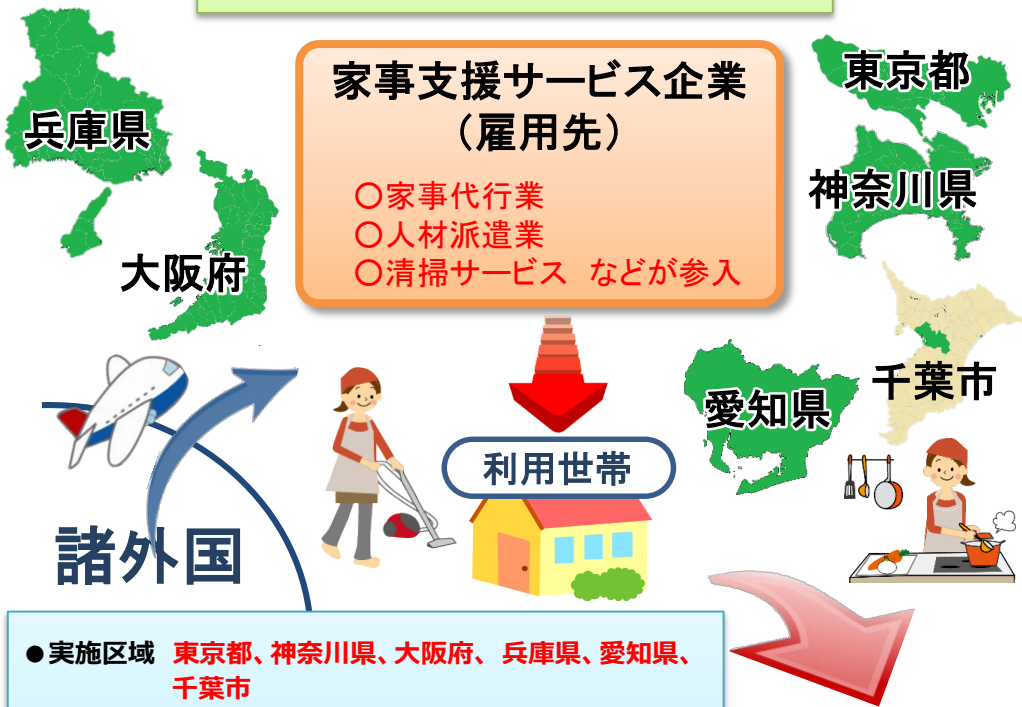 兵庫県
大阪府
家事支援サービス企業
(雇用先)
○家事代行業
○人材派遣業
○清掃サービス などが参入
東京都
神奈川県
千葉市
愛知県
利用世帯
諸外国
●実施区域 東京都、神奈川県、大阪府、兵庫県、愛知県、
千葉市